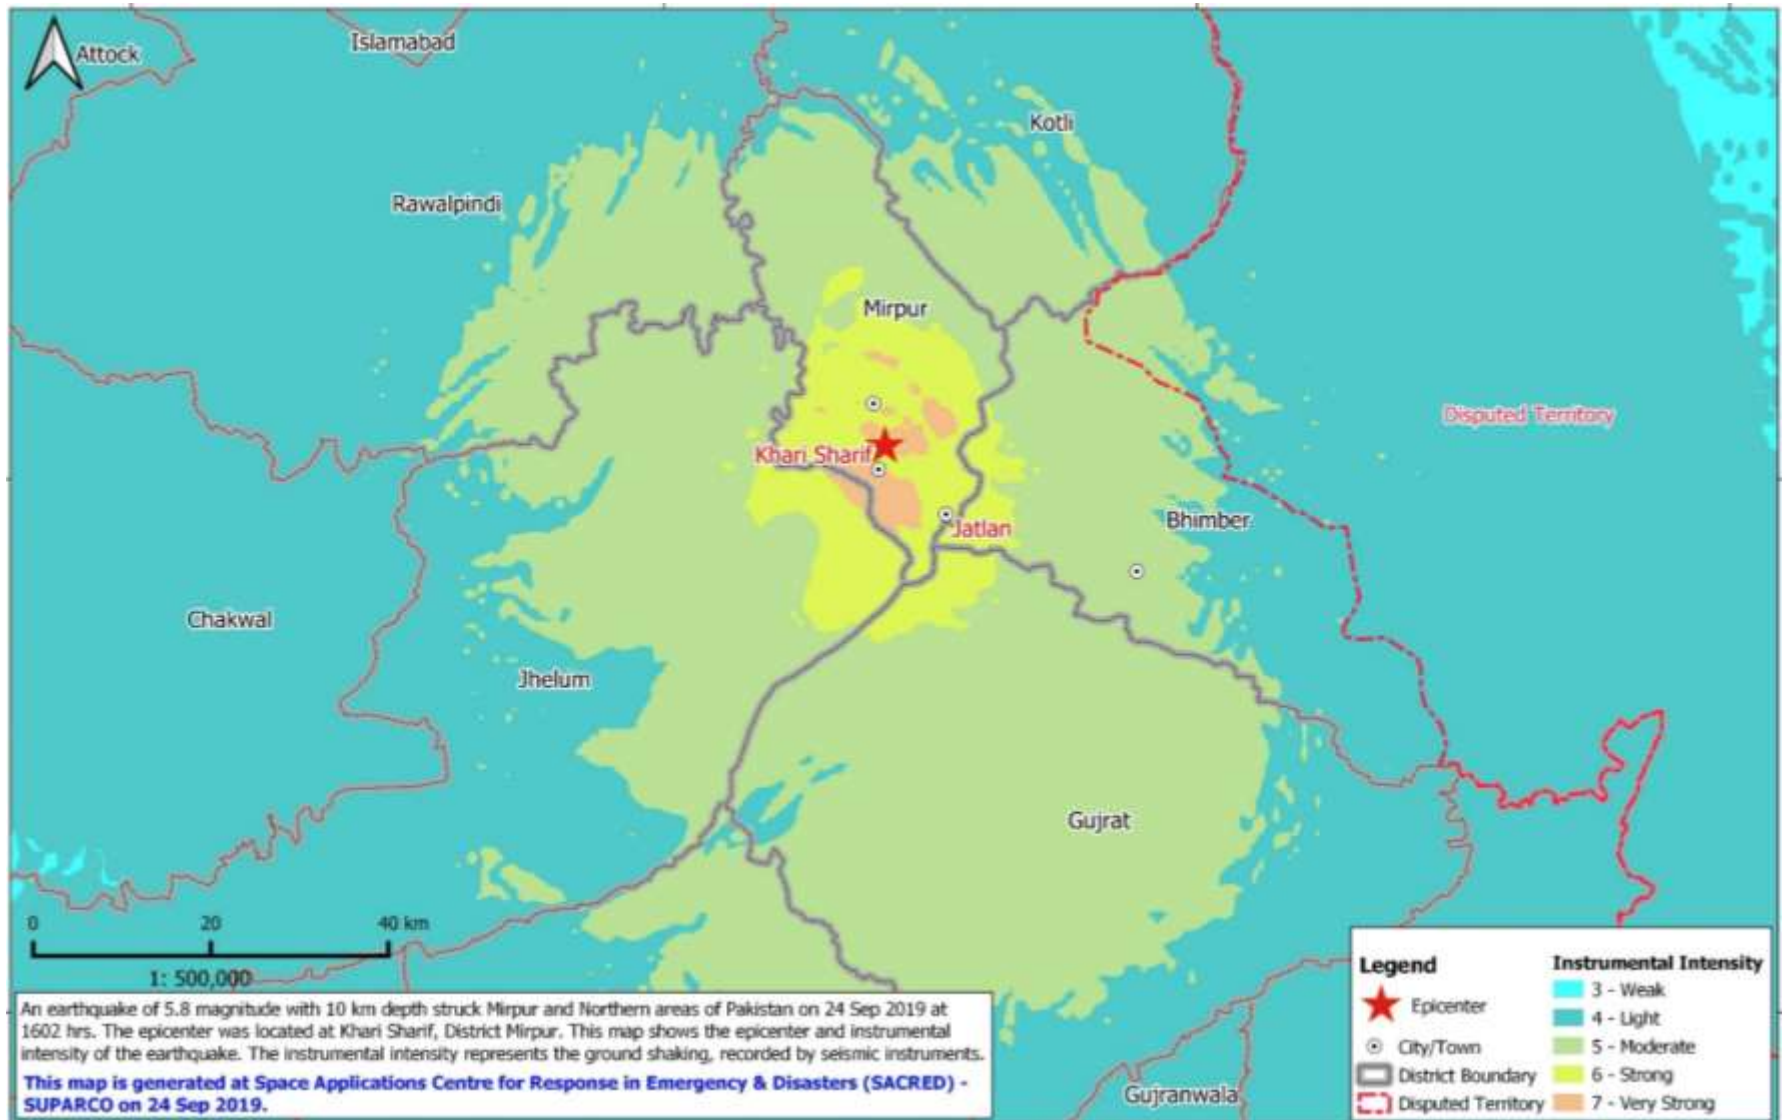 Attock
Islamabad
Kotli
Rawalpindi
Mirpur
Disputed Territory
Khari Sharif
Bhimber
Jatlan
Chakwal
Jhelum
Gujrat
0 20 40 km
1: 500,000
An earthquake of 5.8 magnitude with 10 km depth struck Mirpur and Northern areas of Pakistan on 24 Sep 2019 at
1602 hrs. The epicenter was located at Khari Sharif, District Mirpur. This map shows the epicenter and instrumental
intensity of the earthquake. The instrumental intensity represents the ground shaking, recorded by seismic instruments.
This map is generated at Space Applications Centre for Response in Emergency & Disasters (SACRED) -
SUPARCO on 24 Sep 2019.
Gujranwala
Legend
Epicenter
City/Town
District Boundary
Disputed Territory
Instrumental Intensity
3 - Weak
4 - Light
5 - Moderate
6 - Strong
7 - Very Strong